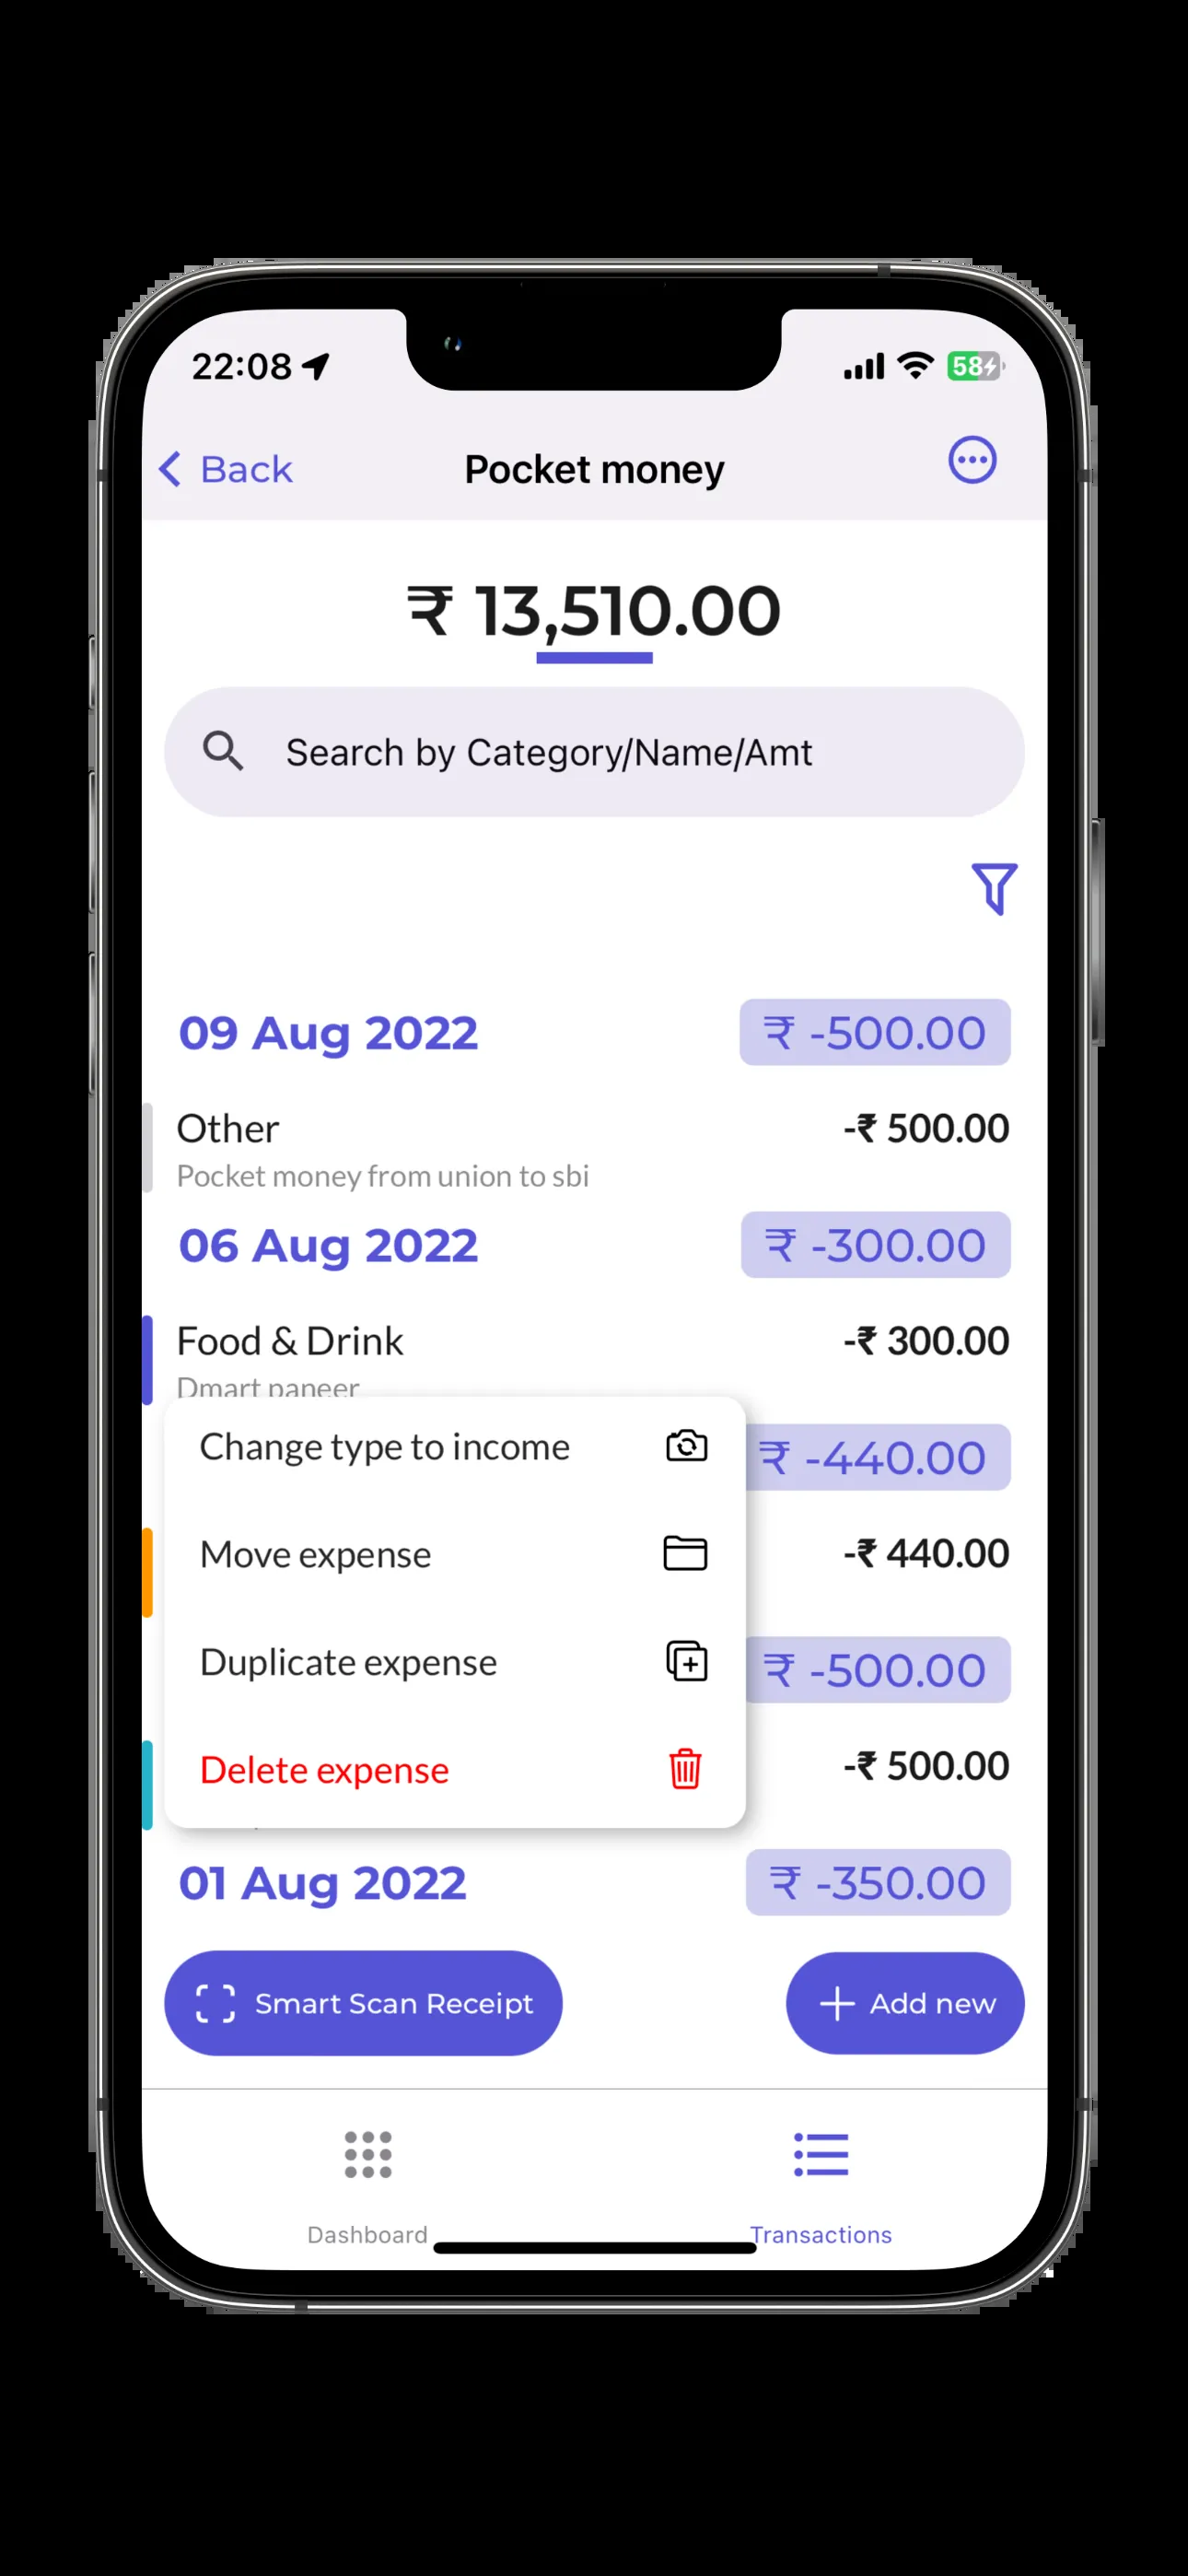 22:08
58
Back
Pocket money
₹ 13,510.00
Search by Category/Name/Amt
09 Aug 2022
₹ -500.00
Other
-₹ 500.00
Pocket money from union to sbi
06 Aug 2022
₹ -300.00
Food & Drink
-₹ 300.00
Dmart paneer
Change type to income
₹ -440.00
Move expense
-₹ 440.00
Duplicate expense
₹ -500.00
Delete expense
-₹ 500.00
01 Aug 2022
₹ -350.00
Smart Scan Receipt
Add new
Dashboard
Transactions